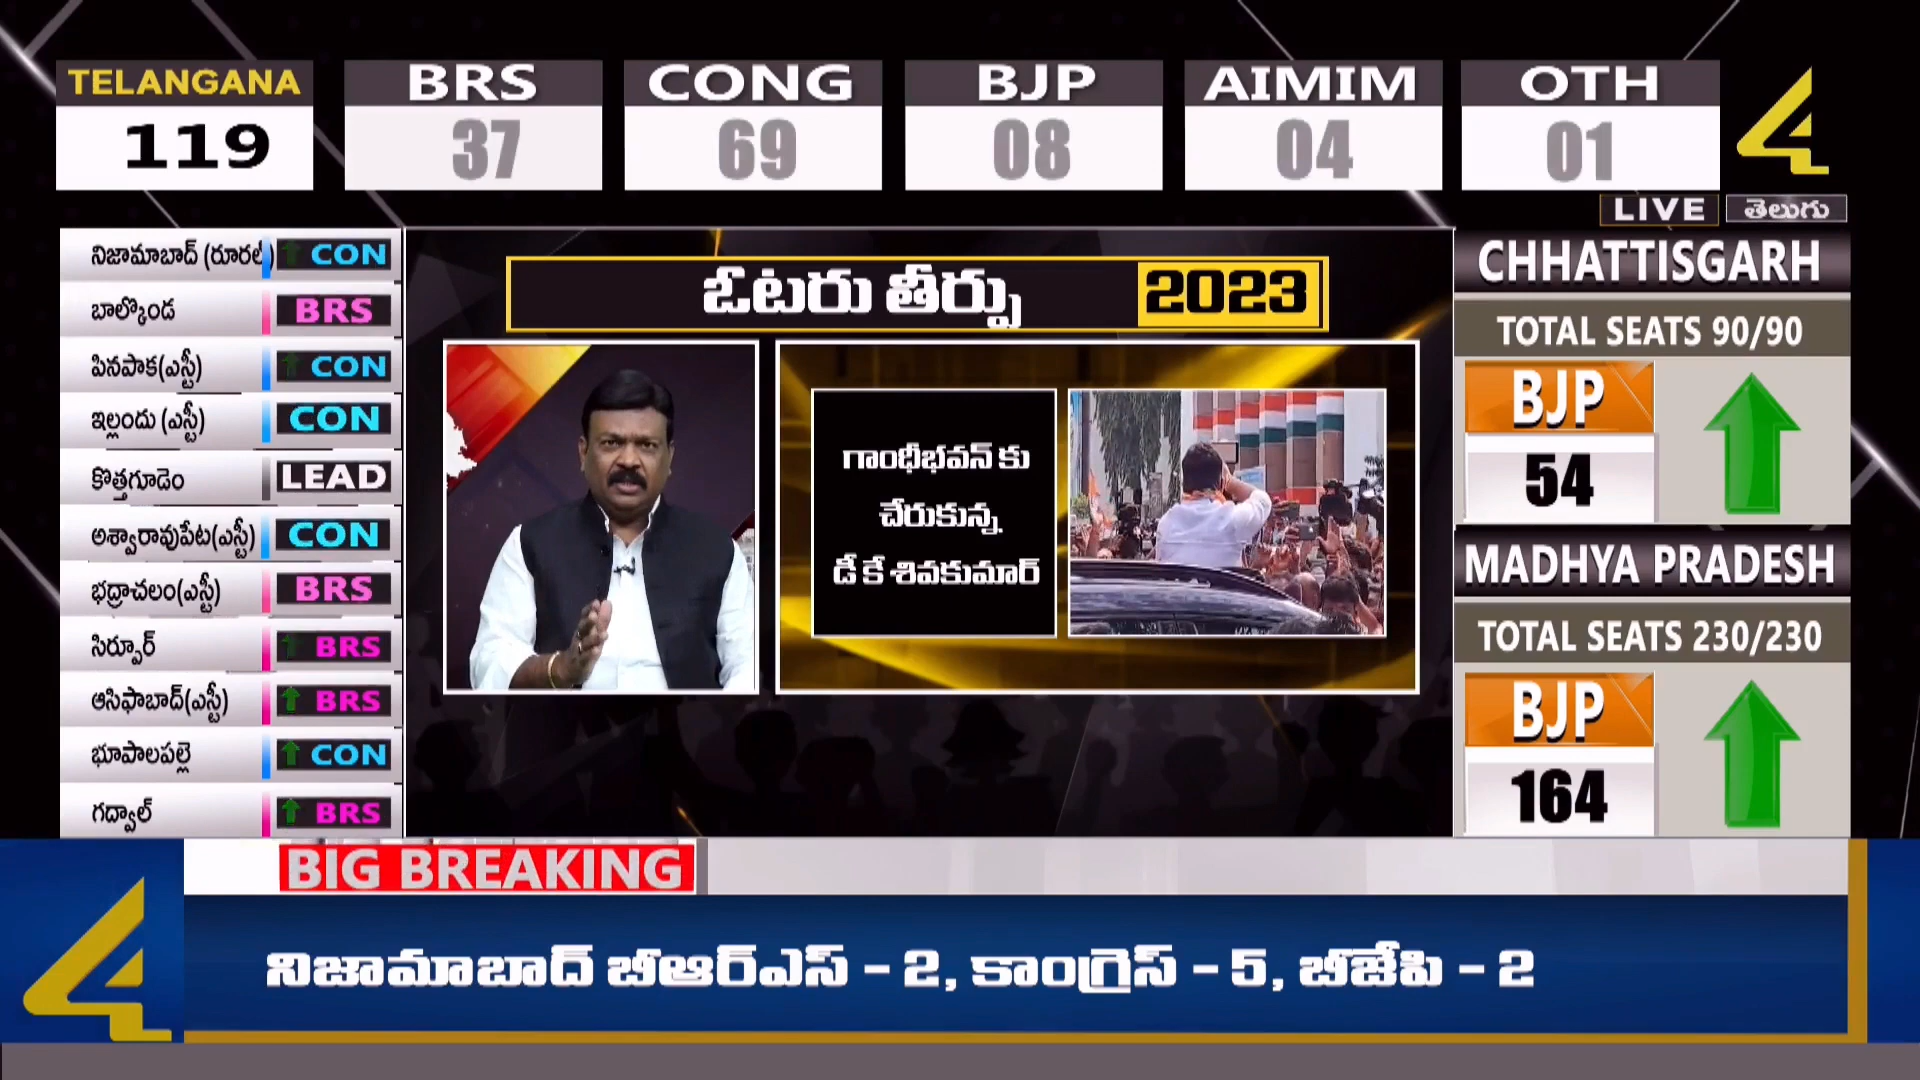 TELANGANA
119
BRS
37
CONG
69
BJP
08
AIMIM
04
OTH
01
4
LIVE తెలుగు
నిజామాబాద్ (రూరల్) CON
బాల్కొండ BRS
పినపాక(ఎస్టీ) CON
ఇల్లందు (ఎస్టీ) CON
కొత్తగూడెం LEAD
అశ్వారావుపేట(ఎస్టీ) CON
భద్రాచలం(ఎస్టీ) BRS
సిర్పూర్ BRS
ఆసిఫాబాద్(ఎస్టీ) BRS
భూపాలపల్లె CON
గద్వాల్ BRS
ఓటరు తీర్పు 2023
గాంధీభవన్ కు
చేరుకున్న
డీ కే శివకుమార్
CHHATTISGARH
TOTAL SEATS 90/90
BJP
54
MADHYA PRADESH
TOTAL SEATS 230/230
BJP
164
BIG BREAKING
4
నిజామాబాద్ బీఆర్ఎస్ - 2, కాంగ్రెస్ - 5, బీజేపి - 2